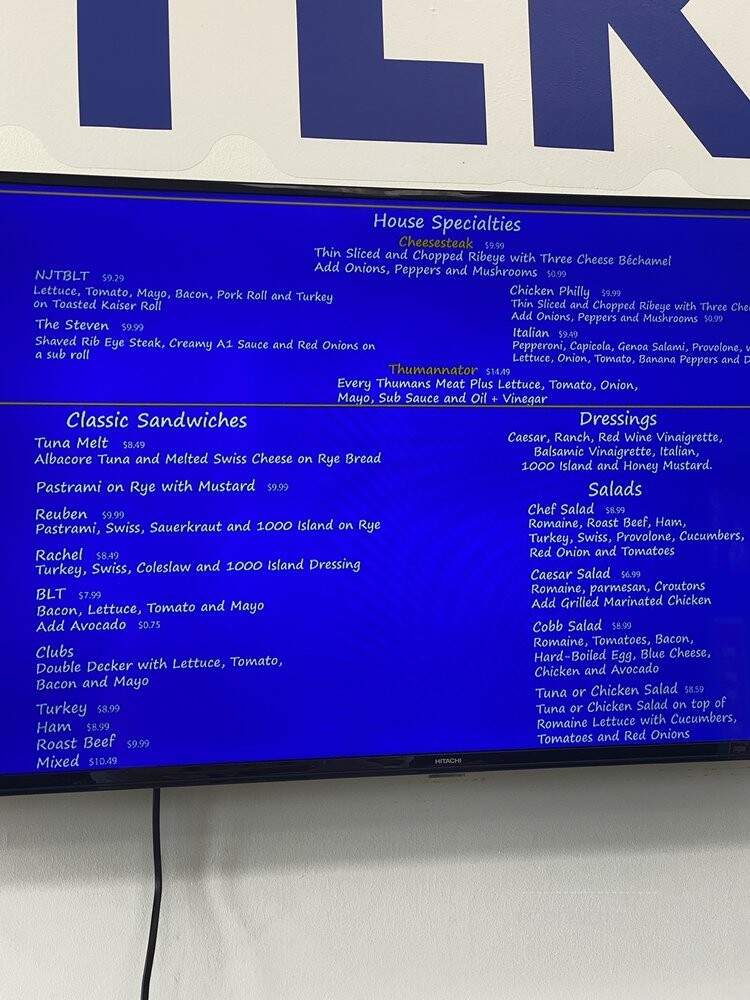 TER
House Specialties
Cheesesteak $9.99
Thin Sliced and Chopped Ribeye with Three Cheese Béchamel
Add Onions, Peppers and Mushrooms $0.99
NJTBLT $9.29
Lettuce, Tomato, Mayo, Bacon, Pork Roll and Turkey
on Toasted Kaiser Roll
The Steven $9.99
Shaved Rib Eye Steak, Creamy A1 Sauce and Red Onions on
a sub roll
Chicken Philly $9.99
Thin Sliced and Chopped Ribeye with Three
Add Onions, Peppers and Mushrooms $0.99
Italian $9.49
Pepperoni, Capicola, Genoa Salami, Provolone,
Lettuce, Onion, Tomato, Banana Peppers and
Thumannator $14.49
Every Thumans Meat Plus Lettuce, Tomato, Onion,
Mayo, Sub Sauce and Oil + Vinegar
Classic Sandwiches
Tuna Melt $8.49
Albacore Tuna and Melted Swiss Cheese on Rye Bread
Pastrami on Rye with Mustard $9.99
Reuben $9.99
Pastrami, Swiss, Sauerkraut and 1000 Island on Rye
Rachel $8.49
Turkey, Swiss, Coleslaw and 1000 Island Dressing
BLT $7.99
Bacon, Lettuce, Tomato and Mayo
Add Avocado $0.75
Clubs
Double Decker with Lettuce, Tomato,
Bacon and Mayo
Turkey $8.99
Ham $8.99
Roast Beef $9.99
Mixed $10.49
Dressings
Caesar, Ranch, Red Wine Vinaigrette,
Balsamic Vinaigrette, Italian,
1000 Island and Honey Mustard.
Salads
Chef Salad $8.99
Romaine, Roast Beef, Ham,
Turkey, Swiss, Provolone, Cucumbers,
Red Onion and Tomatoes
Caesar Salad $6.99
Romaine, parmesan, Croutons
Add Grilled Marinated Chicken
Cobb Salad $8.99
Romaine, Tomatoes, Bacon,
Hard-Boiled Egg, Blue Cheese,
Chicken and Avocado
Tuna or Chicken Salad $8.59
Tuna or Chicken Salad on top of
Romaine Lettuce with Cucumbers,
Tomatoes and Red Onions
HITACHI